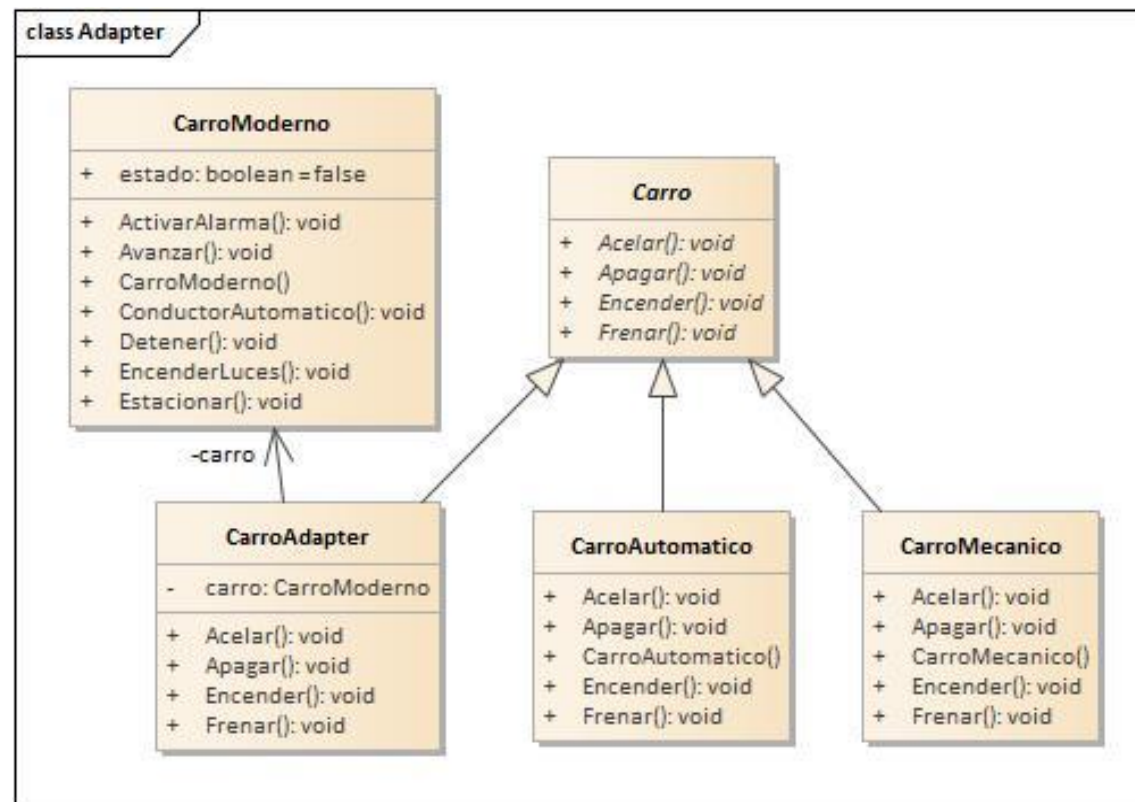 class Adapter
CarroModerno
+ estado: boolean = false
+ ActivarAlarma(): void
+ Avanzar(): void
+ CarroModerno()
+ ConductorAutomatico(): void
+ Detener(): void
+ EncenderLuces(): void
+ Estacionar(): void
Carro
+ Acelar(): void
+ Apagar(): void
+ Encender(): void
+ Frenar(): void
-carro
CarroAdapter
- carro: CarroModerno
+ Acelar(): void
+ Apagar(): void
+ Encender(): void
+ Frenar(): void
CarroAutomatico
+ Acelar(): void
+ Apagar(): void
+ CarroAutomatico()
+ Encender(): void
+ Frenar(): void
CarroMecanico
+ Acelar(): void
+ Apagar(): void
+ CarroMecanico()
+ Encender(): void
+ Frenar(): void